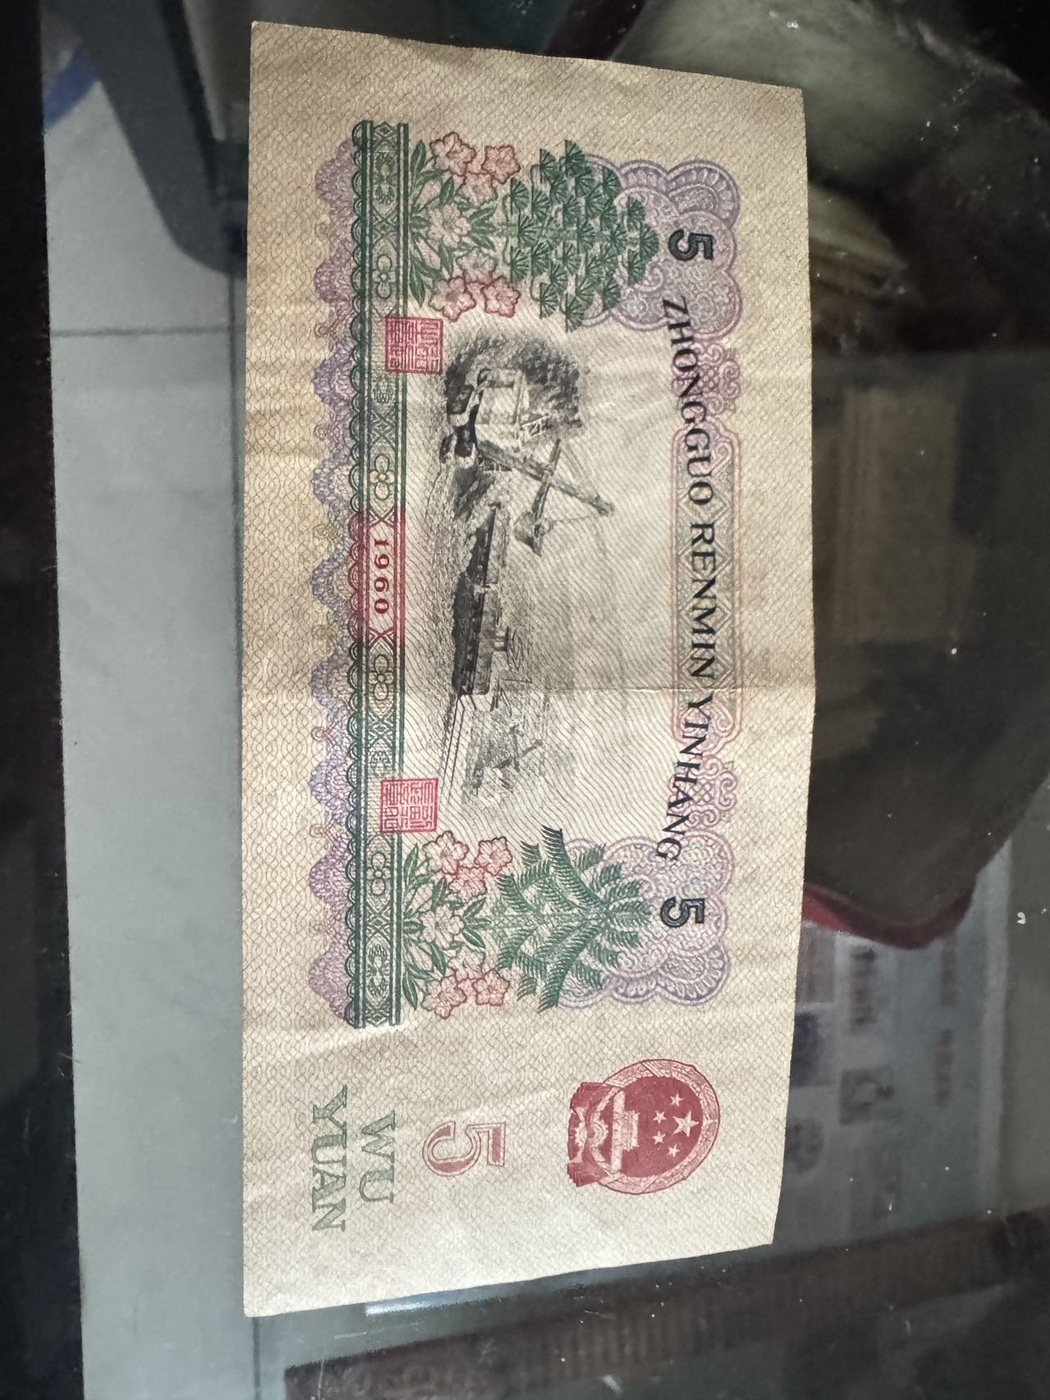 5 ZHONGGUO RENMIN YINHANG 5
1960
5
WU
YUAN